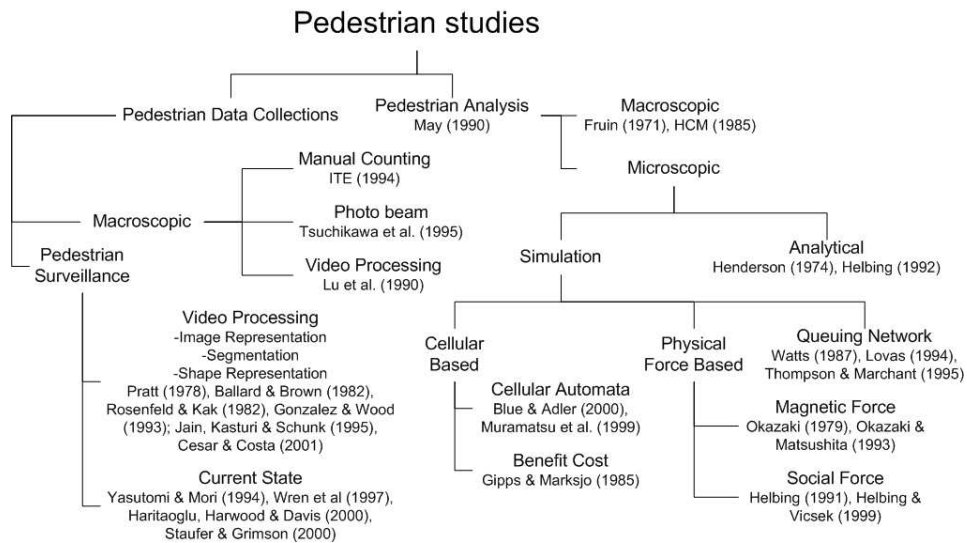 Pedestrian studies
Pedestrian Data Collections
Pedestrian Analysis
May (1990)
Macroscopic
Fruin (1971), HCM (1985)
Manual Counting
ITE (1994)
Microscopic
Macroscopic
Photo beam
Tsuchikawa et al. (1995)
Pedestrian
Surveillance
Video Processing
Lu et al. (1990)
Simulation
Analytical
Henderson (1974), Helbing (1992)
Video Processing
-Image Representation
-Segmentation
-Shape Representation
Pratt (1978), Ballard & Brown (1982),
Rosenfeld & Kak (1982), Gonzalez & Wood
(1993); Jain, Kasturi & Schunk (1995),
Cesar & Costa (2001)
Current State
Yasutomi & Mori (1994), Wren et al (1997),
Haritaoglu, Harwood & Davis (2000),
Staufer & Grimson (2000)
Cellular
Based
Cellular Automata
Blue & Adler (2000),
Muramatsu et al. (1999)
Benefit Cost
Gipps & Marksjo (1985)
Physical
Force Based
Magnetic Force
Okazaki (1979), Okazaki &
Matsushita (1993)
Social Force
Helbing (1991), Helbing &
Vicsek (1999)
Queuing Network
Watts (1987), Lovas (1994),
Thompson & Marchant (1995)